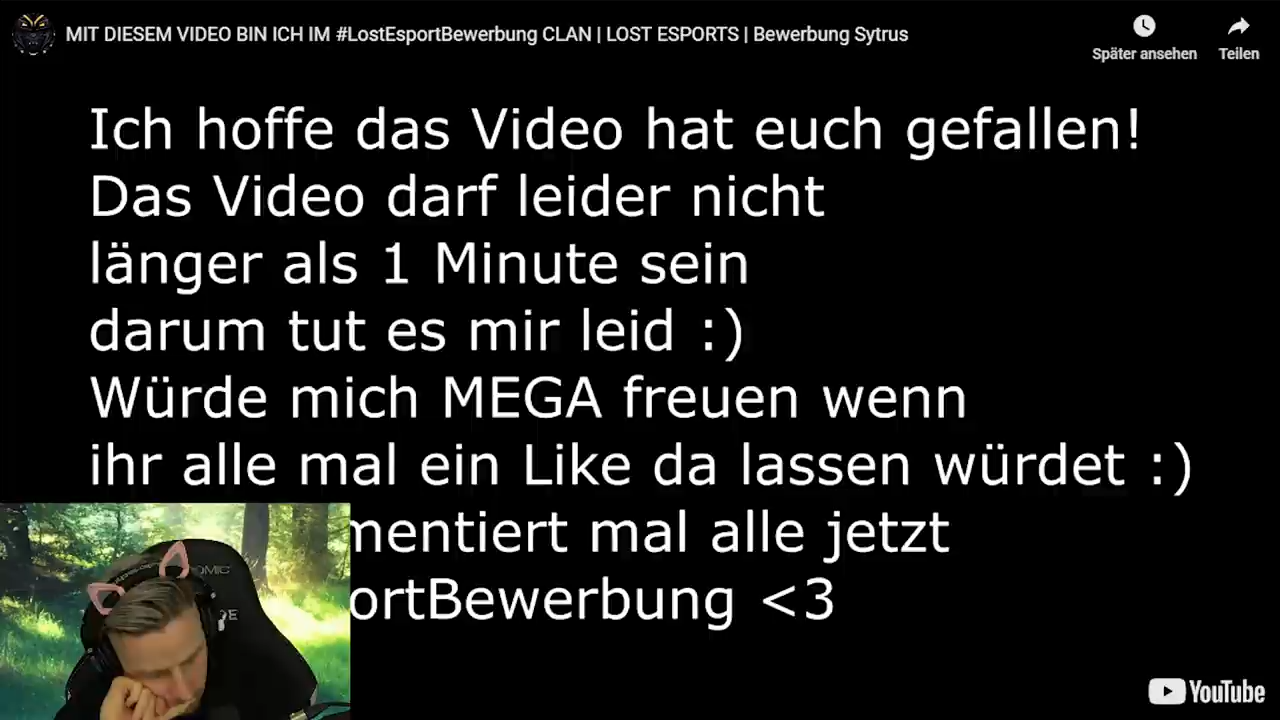 MIT DIESEM VIDEO BIN ICH IM #LostEsportBewerbung CLAN | LOST ESPORTS | Bewerbung Sytrus
Später ansehen
Teilen
Ich hoffe das Video hat euch gefallen!
Das Video darf leider nicht
länger als 1 Minute sein
darum tut es mir leid :)
Würde mich MEGA freuen wenn
ihr alle mal ein Like da lassen würdet :)
mentiert mal alle jetzt
ortBewerbung <3
YouTube